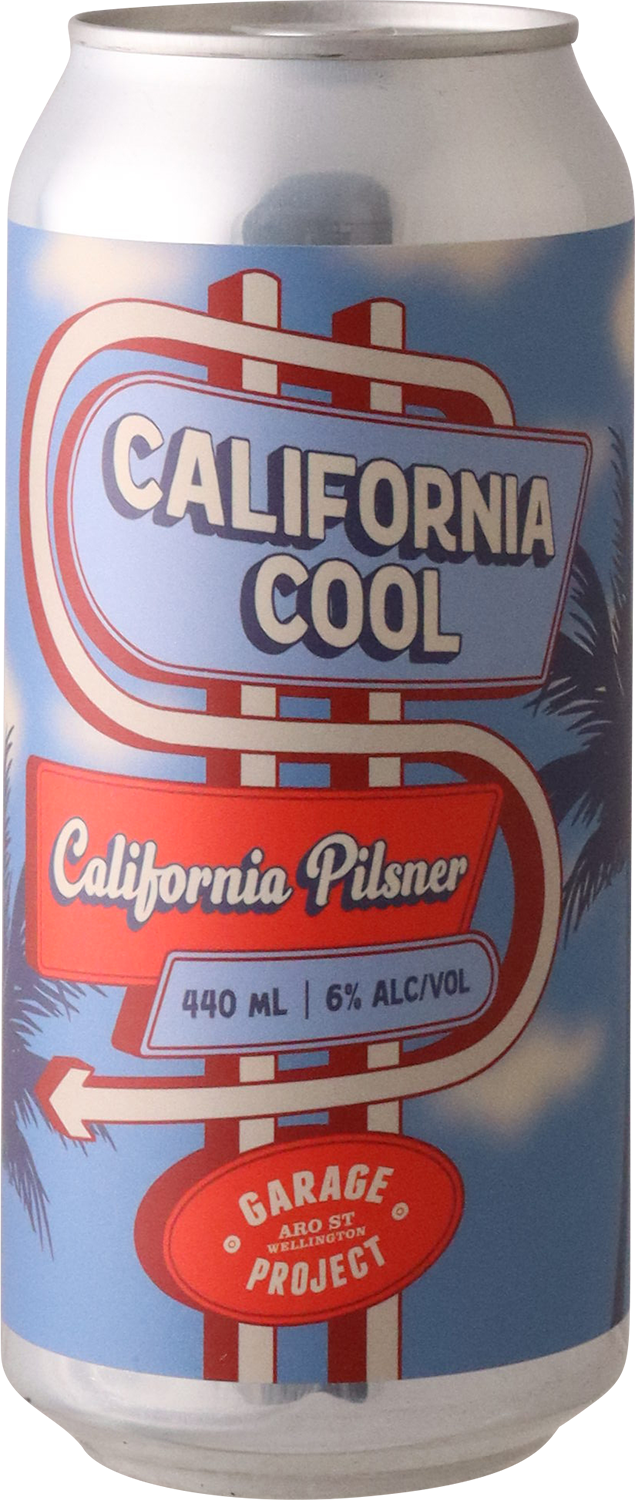 CALIFORNIA
COOL
California Pilsner
440 ML | 6% ALC/VOL
GARAGE
ARO ST
WELLINGTON
PROJECT